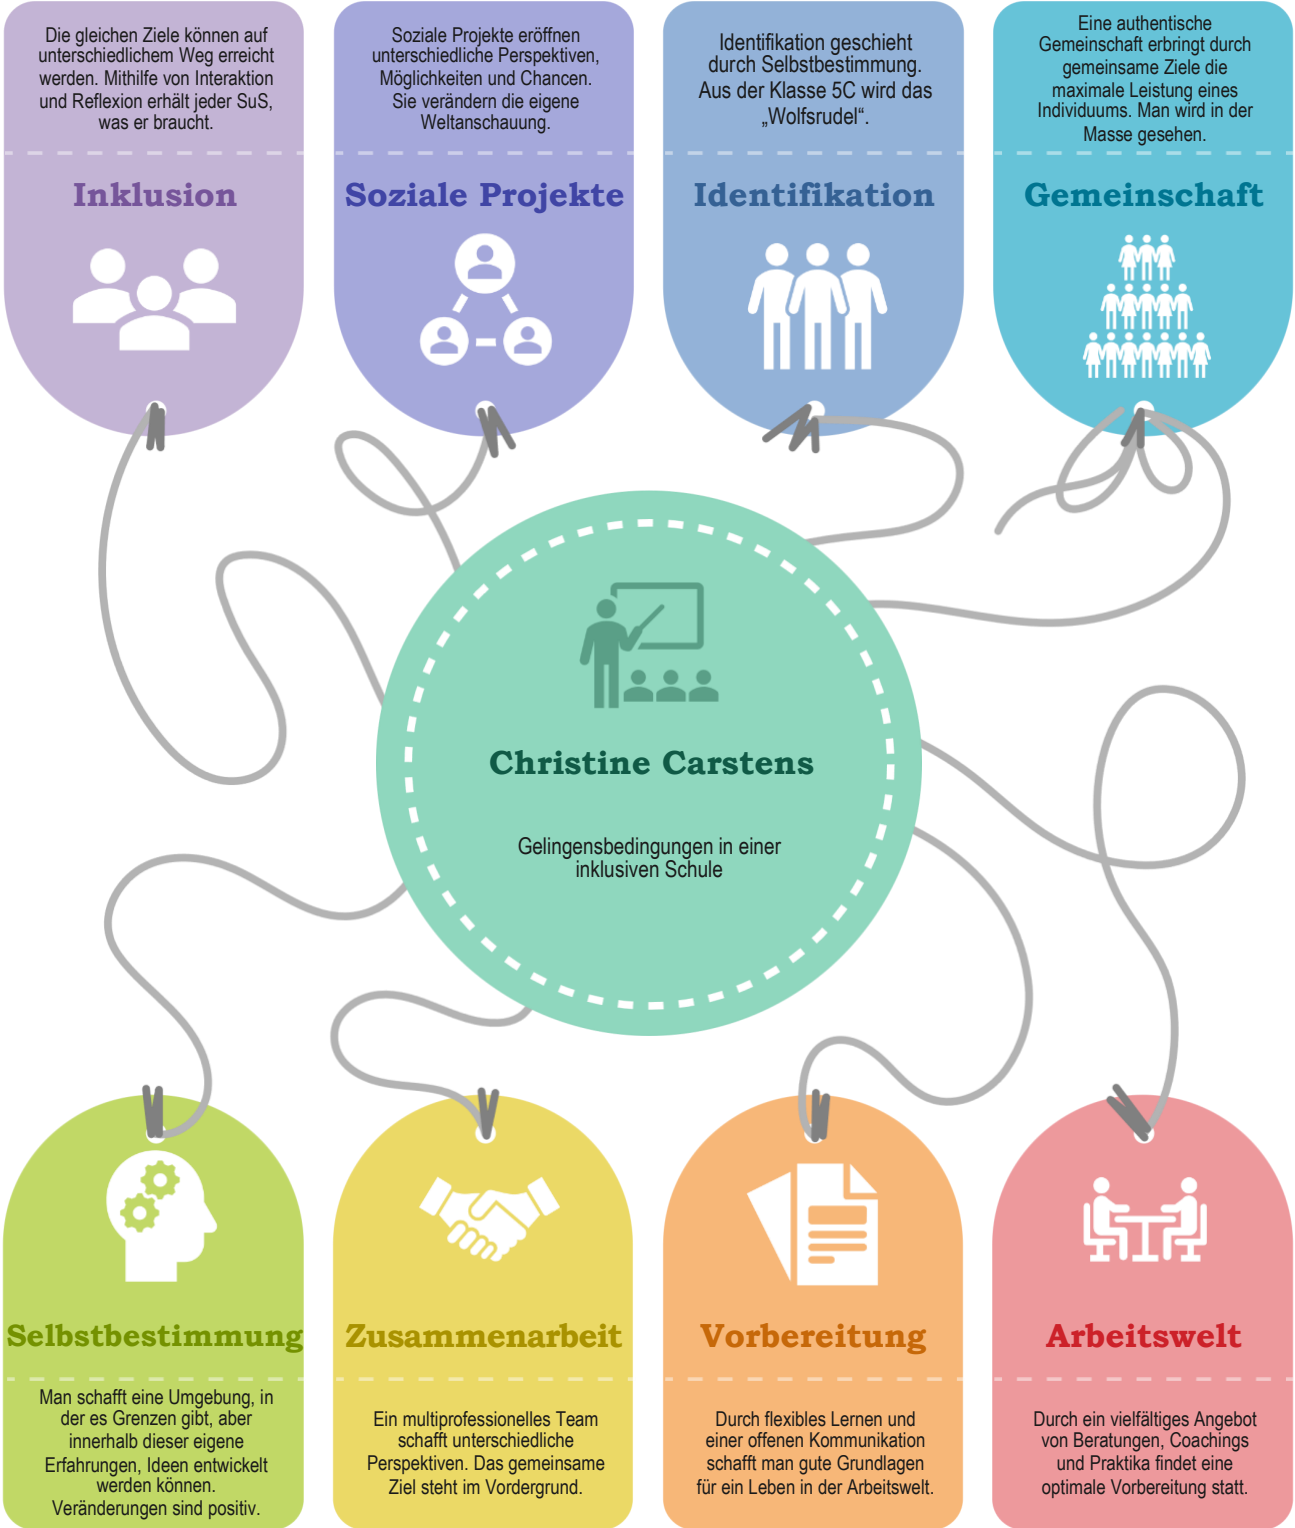 Die gleichen Ziele können auf
unterschiedlichem Weg erreicht
werden. Mithilfe von Interaktion
und Reflexion erhält jeder SuS,
was er braucht.
Inklusion
Soziale Projekte eröffnen
unterschiedliche Perspektiven,
Möglichkeiten und Chancen.
Sie verändern die eigene
Weltanschauung.
Soziale Projekte
Identifikation geschieht
durch Selbstbestimmung.
Aus der Klasse 5C wird das
„Wolfsrudel“.
Identifikation
Eine authentische
Gemeinschaft erbringt durch
gemeinsame Ziele die
maximale Leistung eines
Individuums. Man wird in der
Masse gesehen.
Gemeinschaft
Christine Carstens
Gelingensbedingungen in einer
inklusiven Schule
Selbstbestimmung
Man schafft eine Umgebung, in
der es Grenzen gibt, aber
innerhalb dieser eigene
Erfahrungen, Ideen entwickelt
werden können.
Veränderungen sind positiv.
Zusammenarbeit
Ein multiprofessionelles Team
schafft unterschiedliche
Perspektiven. Das gemeinsame
Ziel steht im Vordergrund.
Vorbereitung
Durch flexibles Lernen und
einer offenen Kommunikation
schafft man gute Grundlagen
für ein Leben in der Arbeitswelt.
Arbeitswelt
Durch ein vielfältiges Angebot
von Beratungen, Coachings
und Praktika findet eine
optimale Vorbereitung statt.